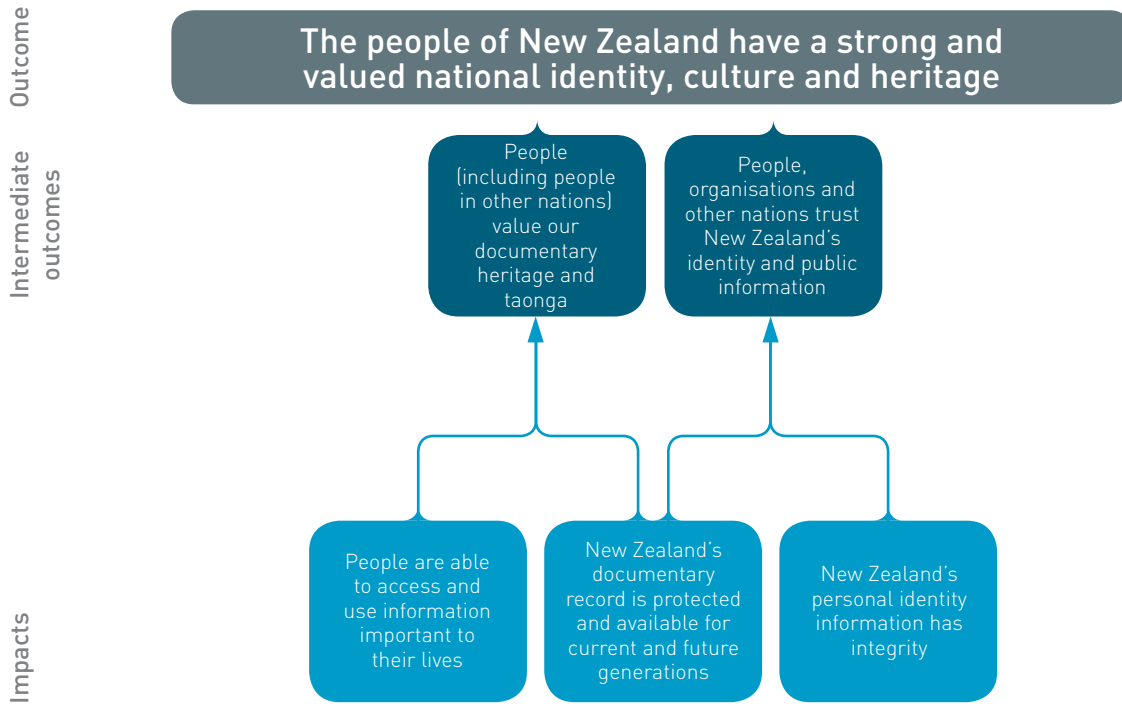 Outcome
The people of New Zealand have a strong and
valued national identity, culture and heritage
Intermediate
outcomes
People
(including people
in other nations)
value our
documentary
heritage and
taonga
People,
organisations and
other nations trust
New Zealand's
identity and public
information
Impacts
People are able
to access and
use information
important to
their lives
New Zealand's
documentary
record is protected
and available for
current and future
generations
New Zealand's
personal identity
information has
integrity